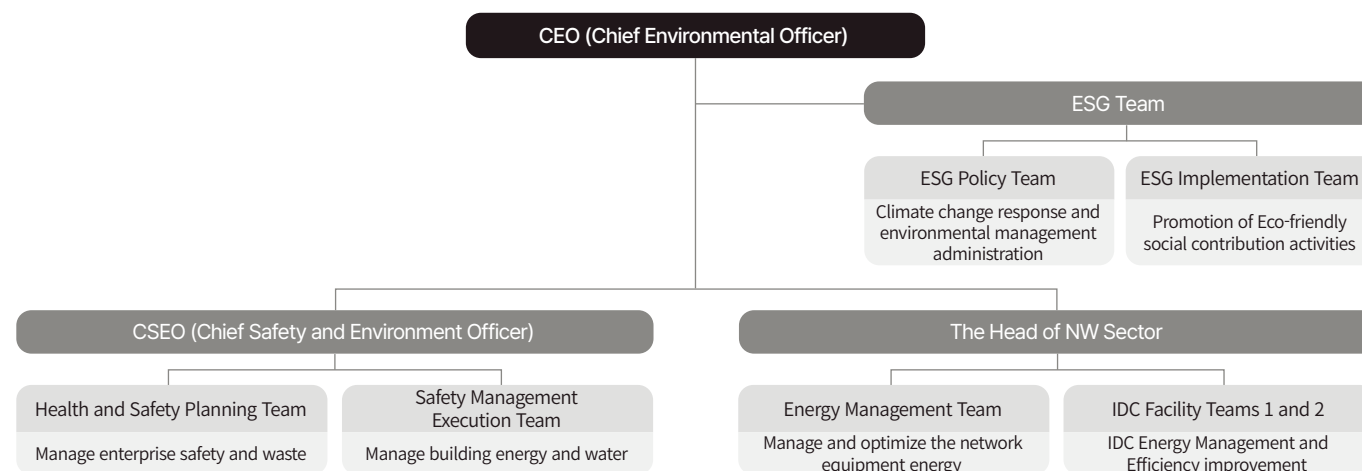 CEO (Chief Environmental Officer)
ESG Team
ESG Policy Team
Climate change response and
environmental management
administration
ESG Implementation Team
Promotion of Eco-friendly
social contribution activities
CSEO (Chief Safety and Environment Officer)
The Head of NW Sector
Health and Safety Planning Team
Manage enterprise safety and waste
Safety Management
Execution Team
Manage building energy and water
Energy Management Team
Manage and optimize the network
equipment energy
IDC Facility Teams 1 and 2
IDC Energy Management and
Efficiency improvement